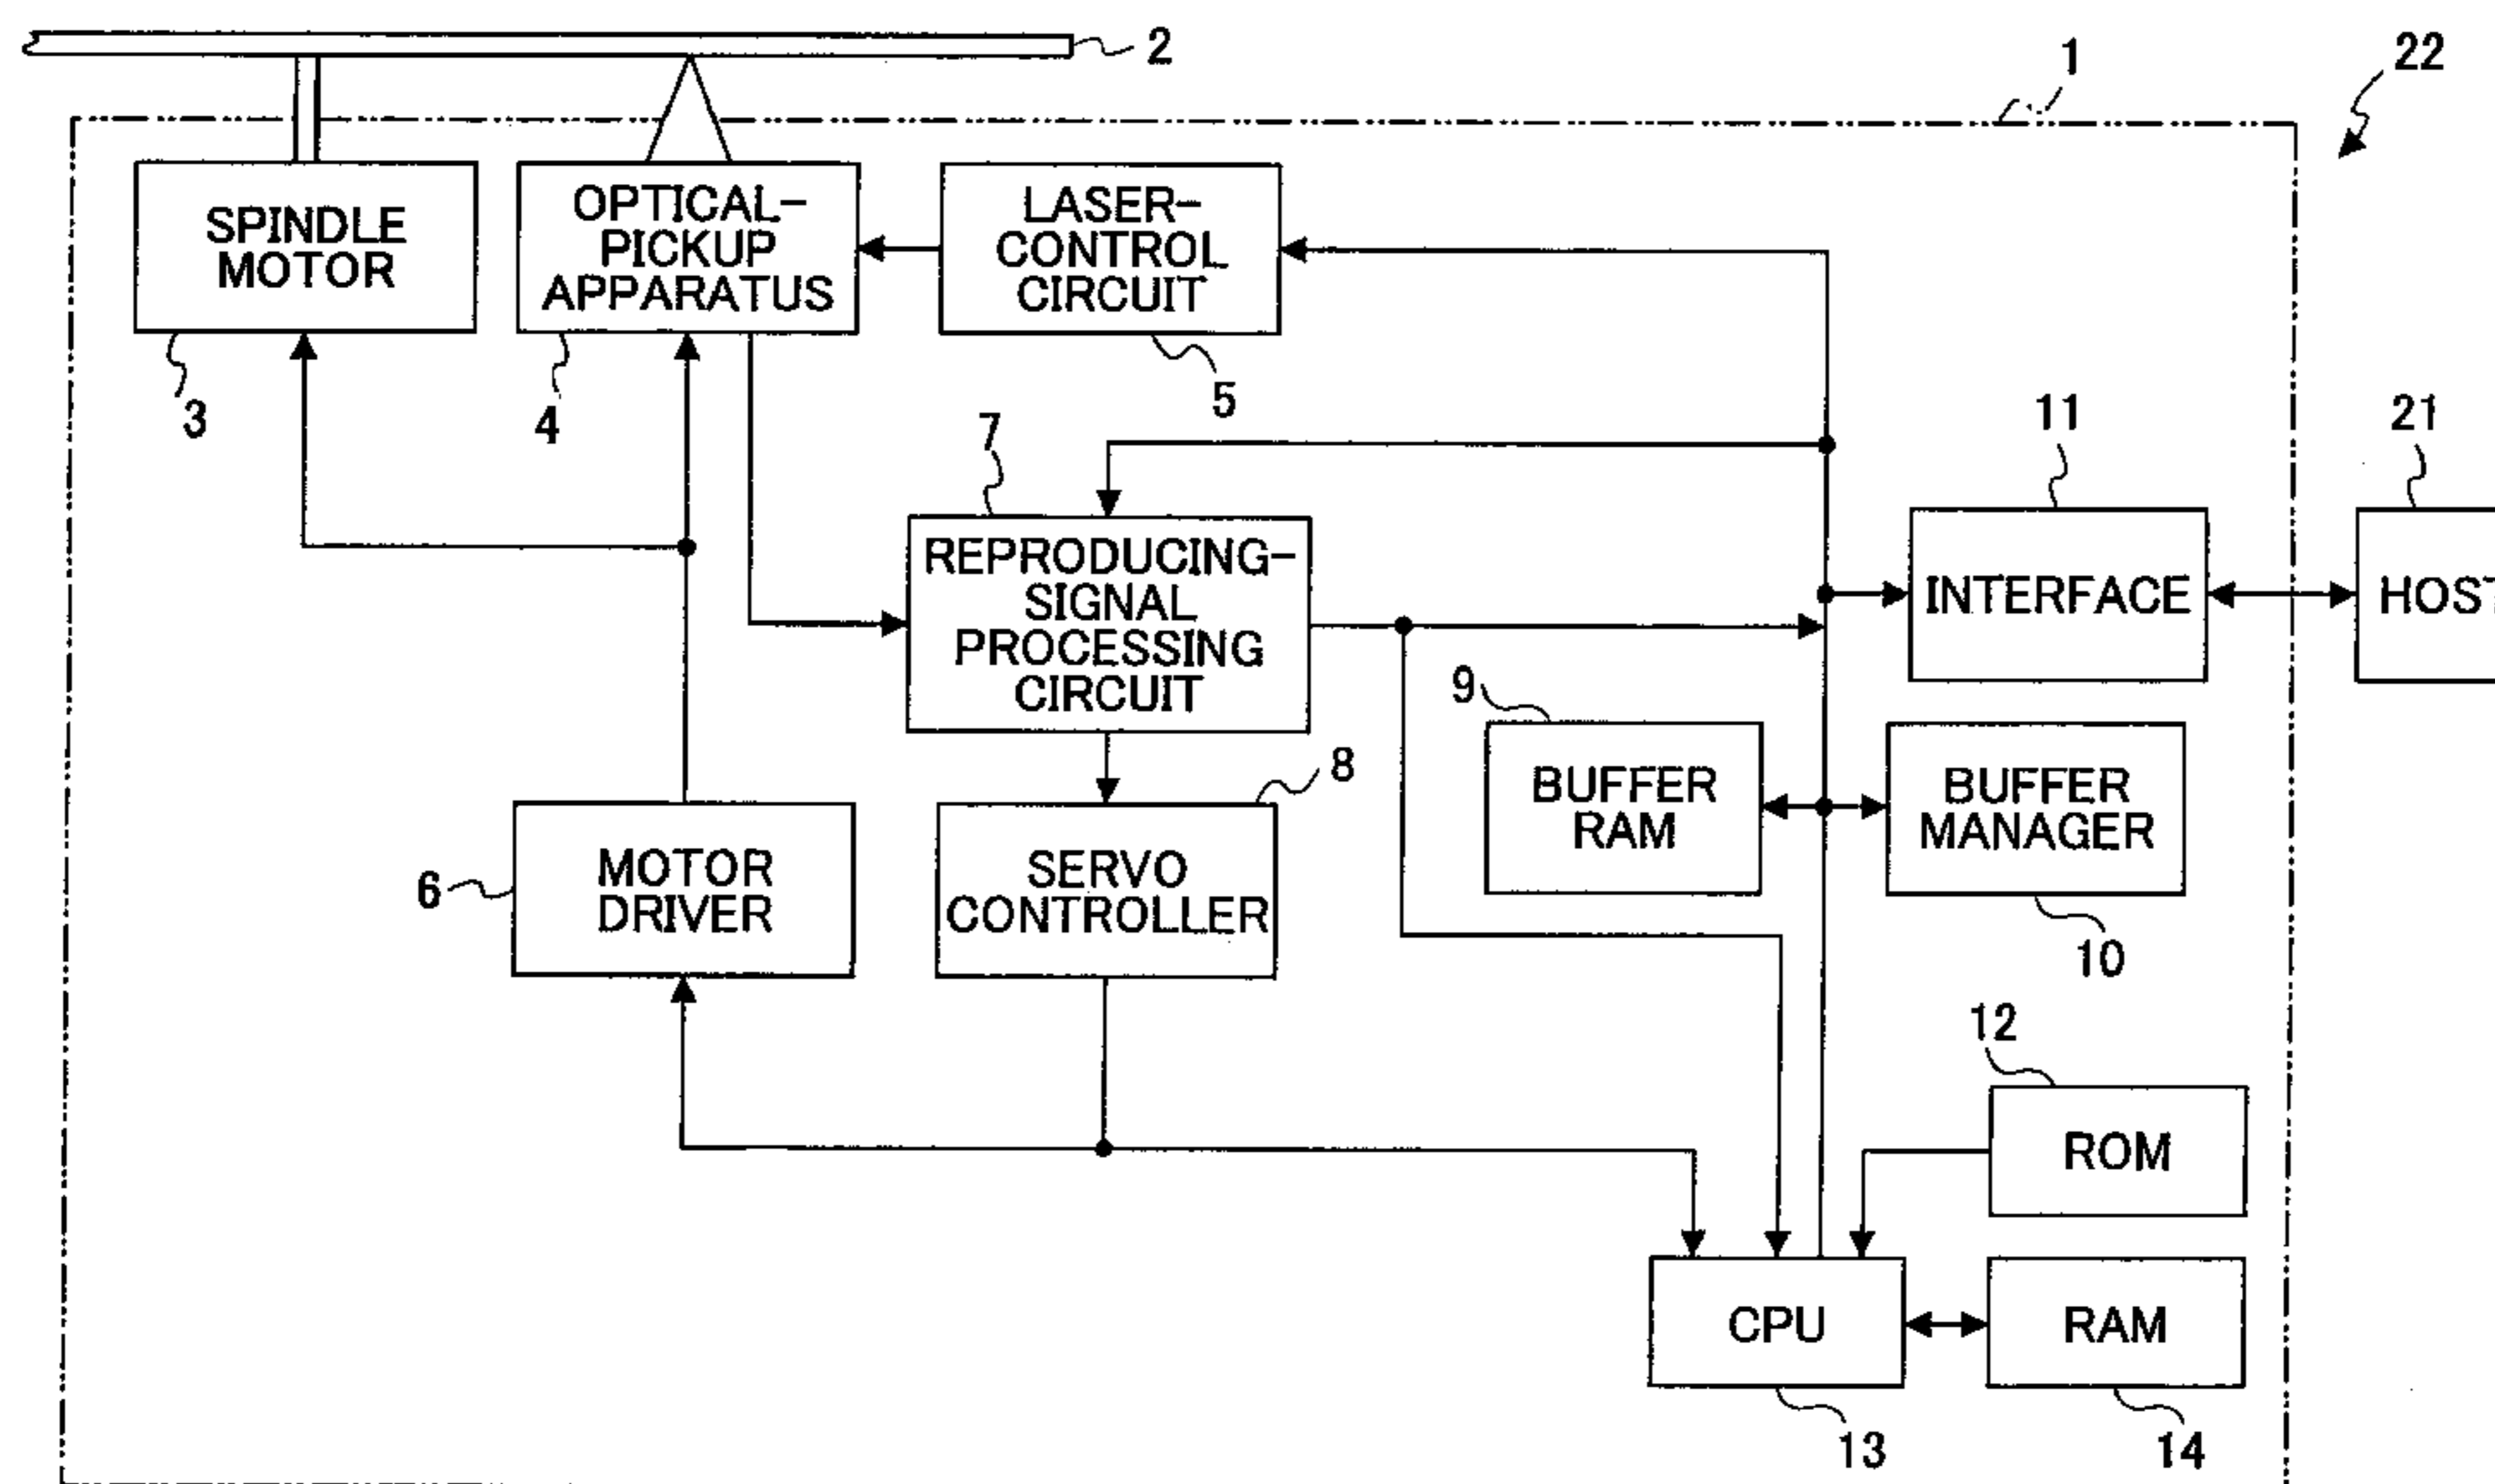 2
1
22
SPINDLE
MOTOR
3
OPTICAL-
PICKUP
APPARATUS
4
LASER-
CONTROL
CIRCUIT
5
7
REPRODUCING-
SIGNAL
PROCESSING
CIRCUIT
11
INTERFACE
21
HOST
9
BUFFER
RAM
BUFFER
MANAGER
10
6
MOTOR
DRIVER
8
SERVO
CONTROLLER
12
ROM
CPU
13
RAM
14